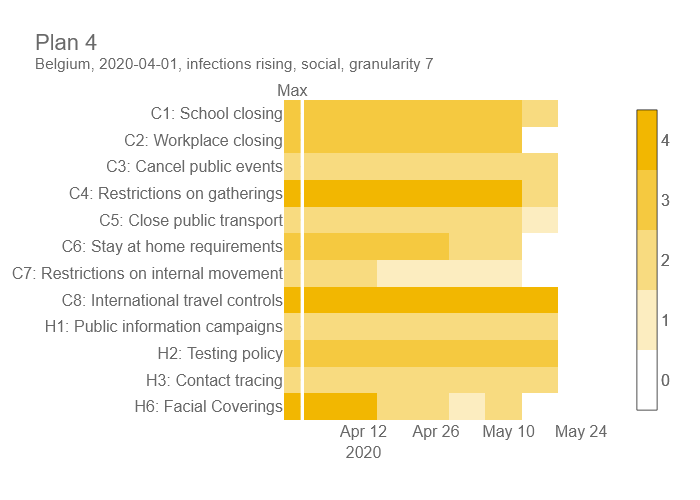 Plan 4
Belgium, 2020-04-01, infections rising, social, granularity 7
Max
C1: School closing
C2: Workplace closing
C3: Cancel public events
C4: Restrictions on gatherings
C5: Close public transport
C6: Stay at home requirements
C7: Restrictions on internal movement
C8: International travel controls
H1: Public information campaigns
H2: Testing policy
H3: Contact tracing
H6: Facial Coverings
Apr 12 Apr 26 May 10 May 24
2020
4
3
2
1
0